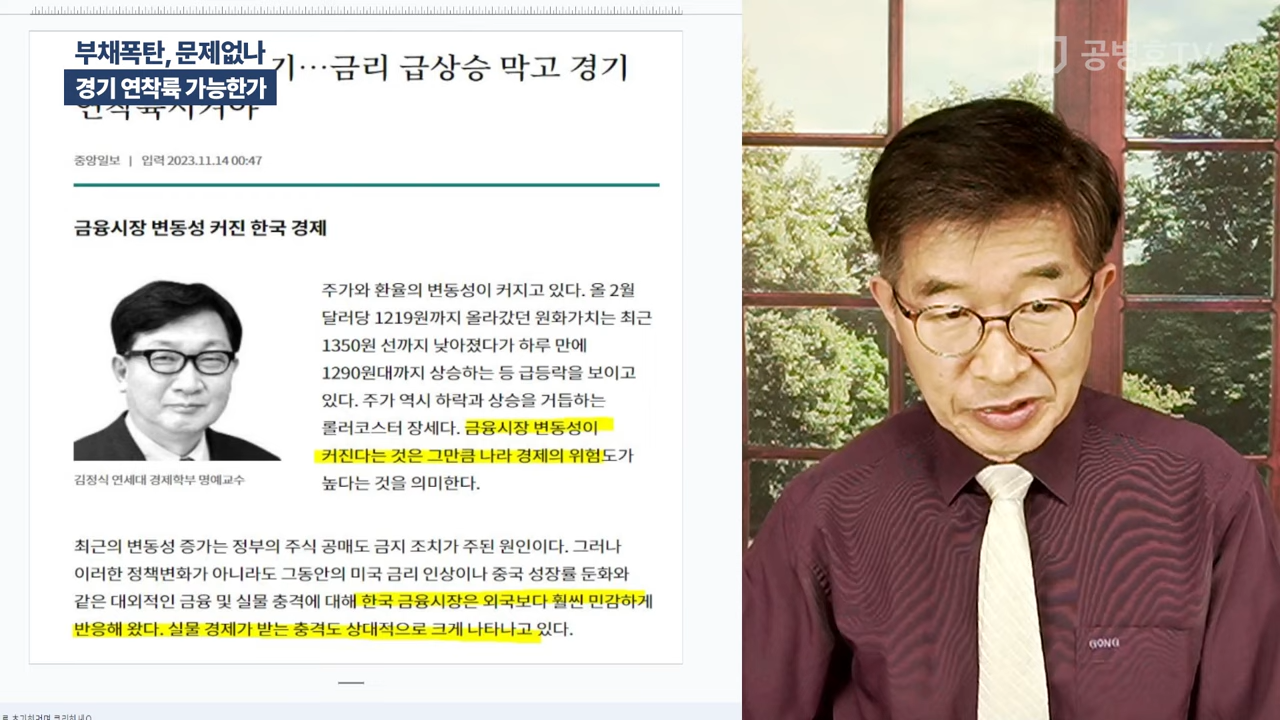 부채폭탄, 문제없나
경기 연착륙 가능한가
기…금리 급상승 막고 경기
연착륙시켜야
중앙일보 | 입력 2023.11.14 00:47
금융시장 변동성 커진 한국 경제
주가와 환율의 변동성이 커지고 있다. 올 2월
달러당 1219원까지 올라갔던 원화가치는 최근
1350원 선까지 낮아졌다가 하루 만에
1290원대까지 상승하는 등 급등락을 보이고
있다. 주가 역시 하락과 상승을 거듭하는
롤러코스터 장세다. 금융시장 변동성이
커진다는 것은 그만큼 나라 경제의 위험도가
높다는 것을 의미한다.
김정식 연세대 경제학부 명예교수
최근의 변동성 증가는 정부의 주식 공매도 금지 조치가 주된 원인이다. 그러나
이러한 정책변화가 아니라도 그동안의 미국 금리 인상이나 중국 성장률 둔화와
같은 대외적인 금융 및 실물 충격에 대해 한국 금융시장은 외국보다 훨씬 민감하게
반응해 왔다. 실물 경제가 받는 충격도 상대적으로 크게 나타나고 있다.
공병호TV
GONG